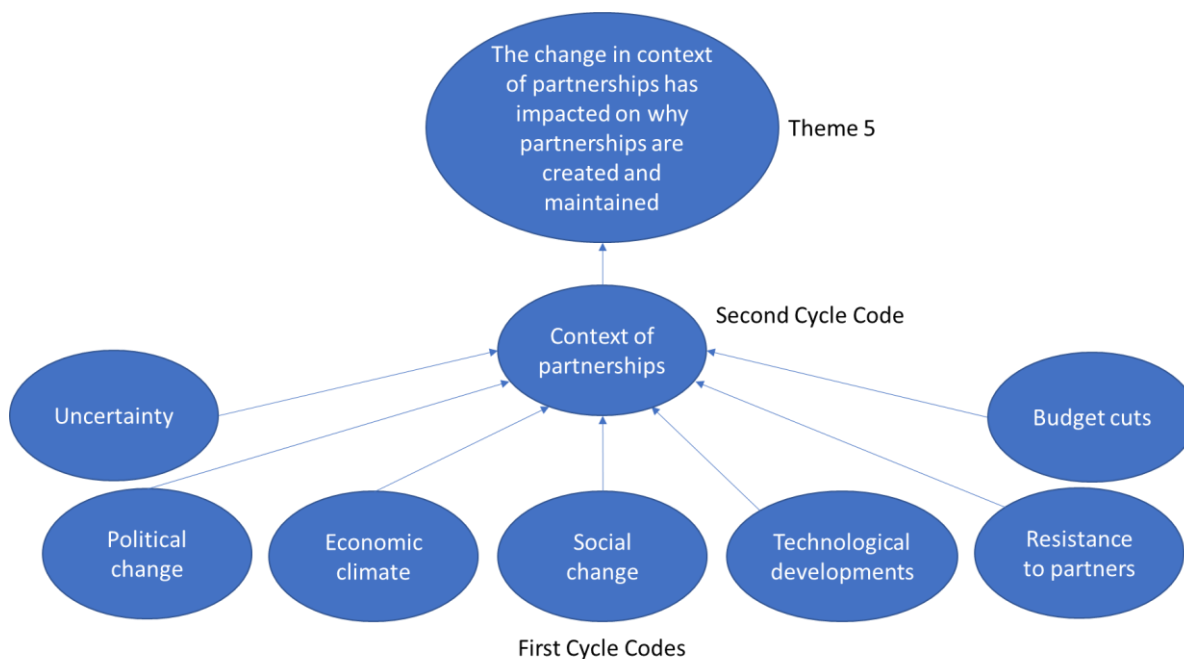 The change in context
of partnerships has
impacted on why
partnerships are
created and
maintained
Theme 5
Second Cycle Code
Context of
partnerships
Uncertainty
Budget cuts
Political
change
Economic
climate
Social
change
Technological
developments
Resistance
to partners
First Cycle Codes